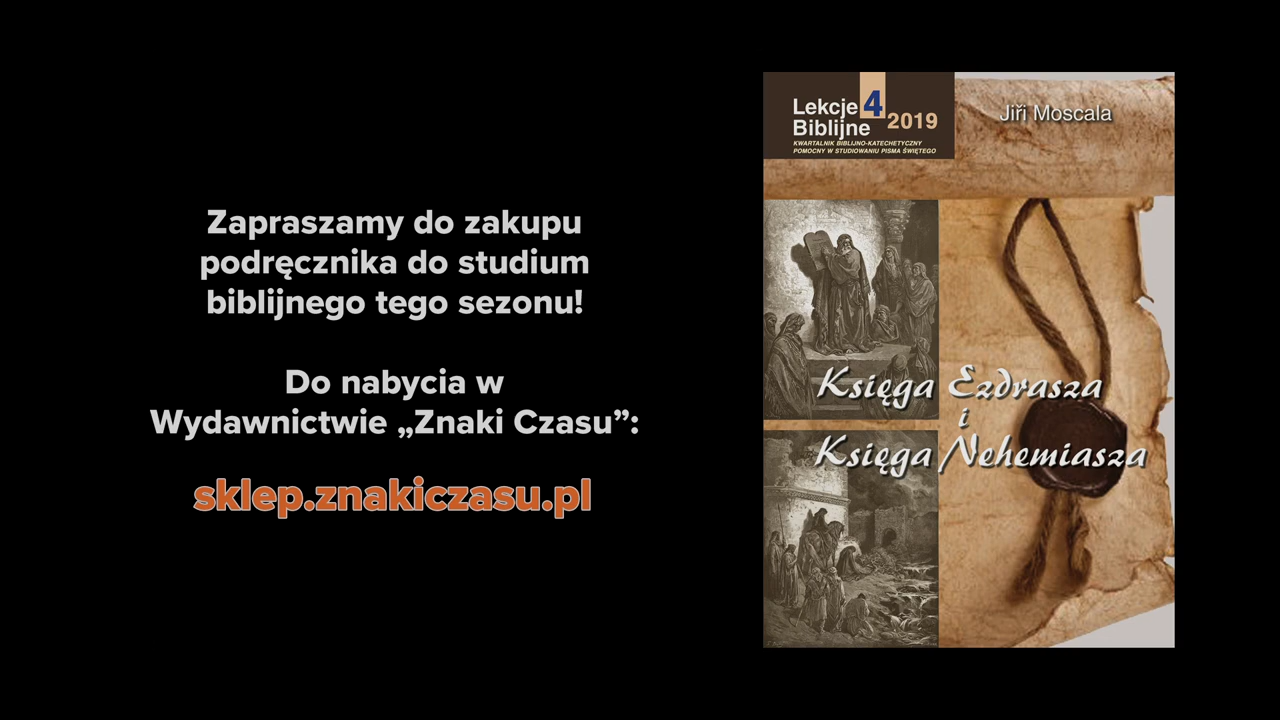 Zapraszamy do zakupu
podręcznika do studium
biblijnego tego sezonu!
Do nabycia w
Wydawnictwie „Znaki Czasu”:
sklep.znakiczasu.pl
Lekcje 4 2019
Biblijne
KWARTALNIK BIBLIJNO-KATECHETYCZNY
POMOCNY W STUDIOWANIU PISMA ŚWIĘTEGO
Jiři Moscala
Księga Ezdrasza
i
Księga Nehemiasza